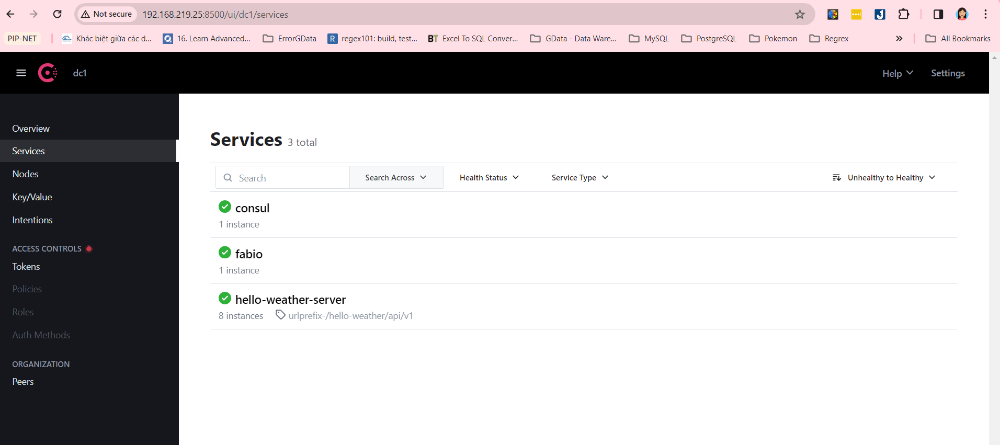 Not secure 192.168.219.25:8500/ui/dc1/services
PIP-NET Khác biệt giữa các d... 16. Learn Advanced... ErrorGData R regex101: build, test... BT Excel To SQL Conver... GData - Data Ware... MySQL PostgreSQL Pokemon Regrex » All Bookmarks
dc1 Help Settings
Overview
Services
Nodes
Key/Value
Intentions
ACCESS CONTROLS
Tokens
Policies
Roles
Auth Methods
ORGANIZATION
Peers
Services 3 total
Search Search Across Health Status Service Type Unhealthy to Healthy
consul
1 instance
fabio
1 instance
hello-weather-server
8 instances urlprefix-/hello-weather/api/v1